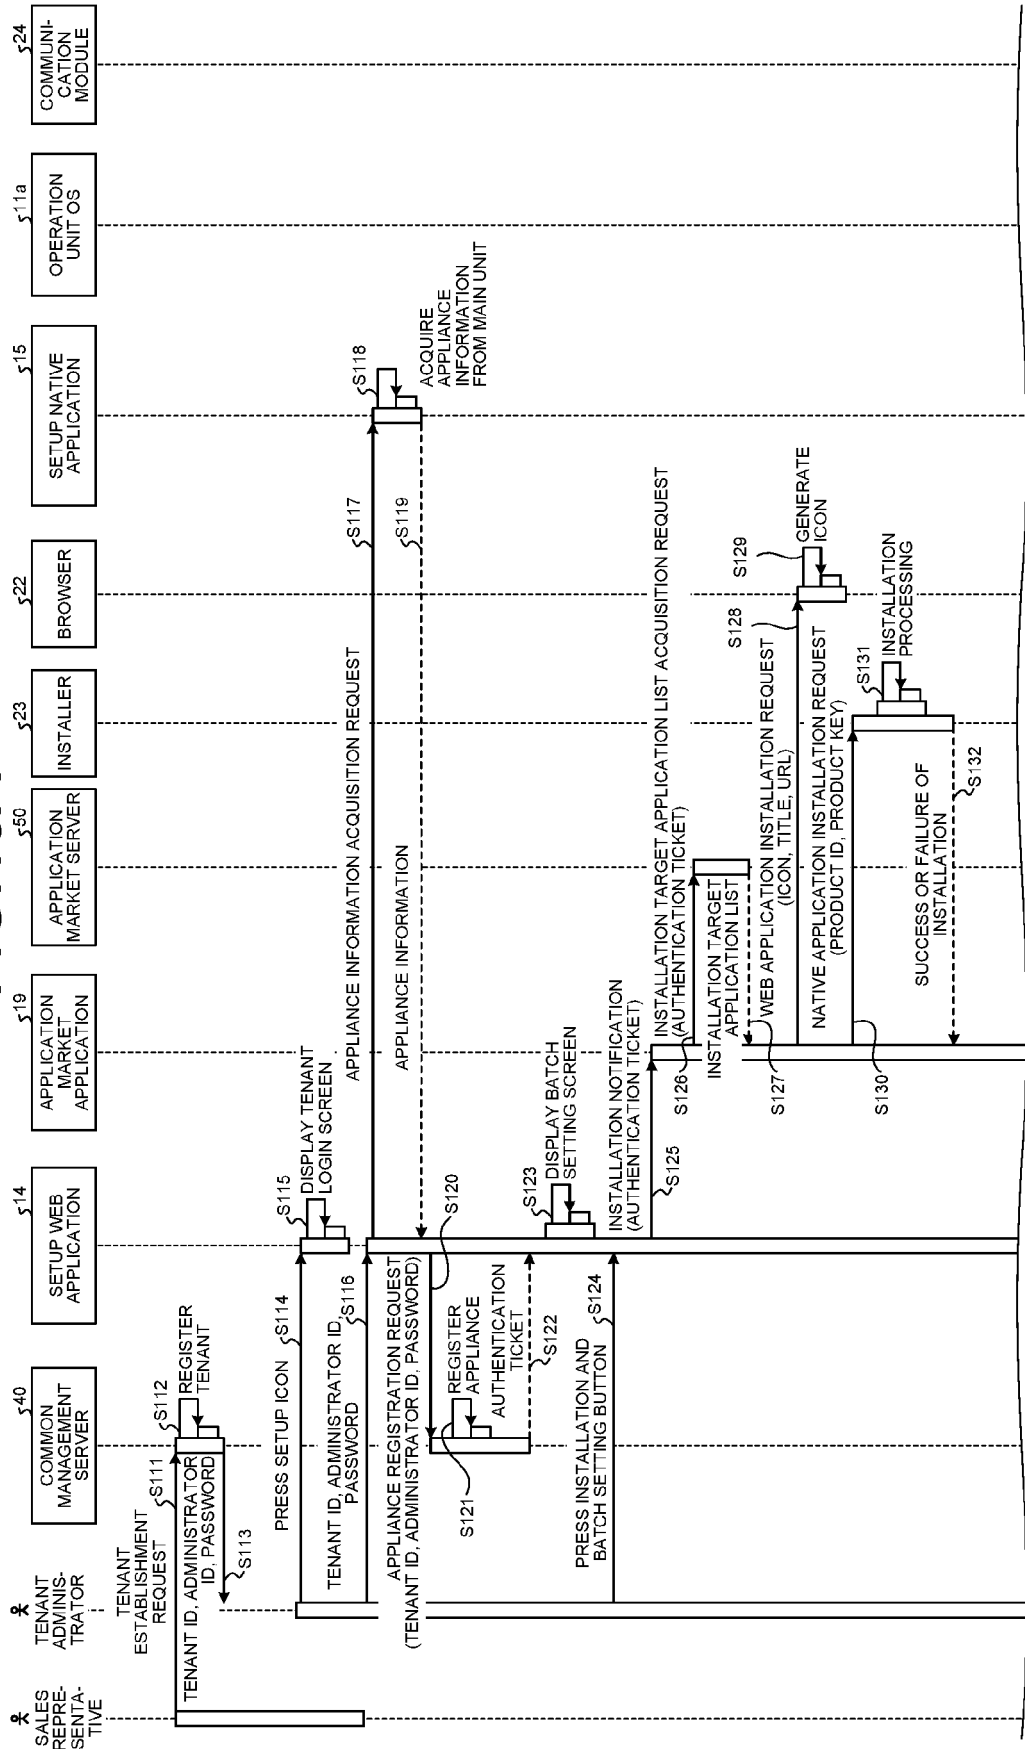 SALES
REPRE-
SENTA-
TIVE
TENANT
ADMINIS-
TRATOR
40
COMMON
MANAGEMENT
SERVER
14
SETUP WEB
APPLICATION
19
APPLICATION
MARKET
APPLICATION
50
APPLICATION
MARKET SERVER
23
INSTALLER
22
BROWSER
15
SETUP NATIVE
APPLICATION
11a
OPERATION
UNIT OS
24
COMMUNI-
CATION
MODULE
TENANT
ESTABLISHMENT
REQUEST
S111
S112
REGISTER
TENANT
TENANT ID, ADMINISTRATOR
ID, PASSWORD
S113
PRESS SETUP ICON
S114
S115
DISPLAY TENANT
LOGIN SCREEN
TENANT ID, ADMINISTRATOR ID,
PASSWORD
S116
APPLIANCE INFORMATION ACQUISITION REQUEST
S117
S118
ACQUIRE
APPLIANCE
INFORMATION
FROM MAIN UNIT
APPLIANCE INFORMATION
S119
APPLIANCE REGISTRATION REQUEST
(TENANT ID, ADMINISTRATOR ID, PASSWORD)
S120
S121
REGISTER
APPLIANCE
AUTHENTICATION
TICKET
S122
S123
DISPLAY BATCH
SETTING SCREEN
PRESS INSTALLATION AND
BATCH SETTING BUTTON
S124
INSTALLATION NOTIFICATION
(AUTHENTICATION TICKET)
S125
INSTALLATION TARGET APPLICATION LIST ACQUISITION REQUEST
(AUTHENTICATION TICKET)
S126
INSTALLATION TARGET
APPLICATION LIST
S127
WEB APPLICATION INSTALLATION REQUEST
(ICON, TITLE, URL)
S128
S129
GENERATE
ICON
NATIVE APPLICATION INSTALLATION REQUEST
(PRODUCT ID, PRODUCT KEY)
S130
S131
INSTALLATION
PROCESSING
SUCCESS OR FAILURE OF
INSTALLATION
S132